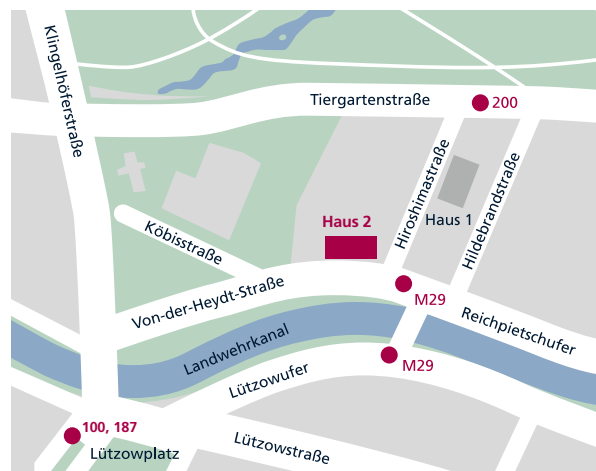 Klingelhöferstraße
Tiergartenstraße
200
Hiroshimastraße
Haus 1
Hildebrandstraße
Haus 2
Köbisstraße
Von-der-Heydt-Straße
M29
Reichpietschufer
Landwehrkanal
M29
Lützowufer
100, 187
Lützowplatz
Lützowstraße